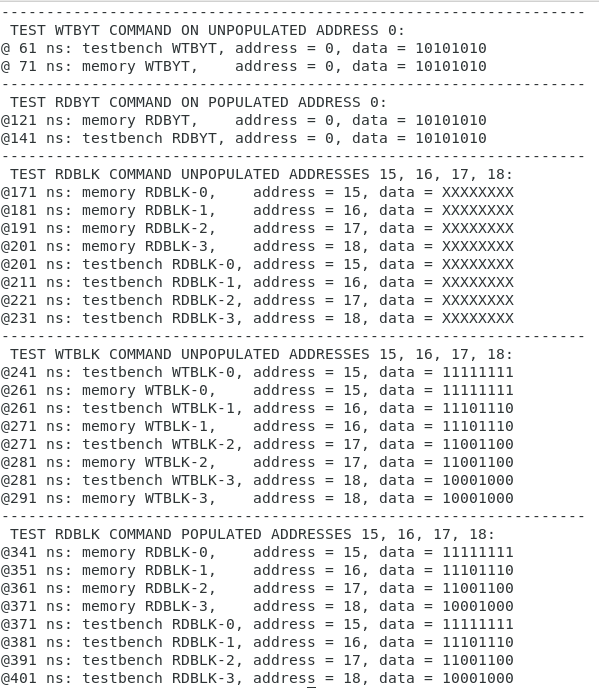 -----------------------------------------------------------------
 TEST WTBYT COMMAND ON UNPOPULATED ADDRESS 0:
@ 61 ns: testbench WTBYT, address = 0, data = 10101010
@ 71 ns: memory WTBYT,    address = 0, data = 10101010
-----------------------------------------------------------------
 TEST RDBYT COMMAND ON POPULATED ADDRESS 0:
@121 ns: memory RDBYT,    address = 0, data = 10101010
@141 ns: testbench RDBYT, address = 0, data = 10101010
-----------------------------------------------------------------
 TEST RDBLK COMMAND UNPOPULATED ADDRESSES 15, 16, 17, 18:
@171 ns: memory RDBLK-0,    address = 15, data = XXXXXXXX
@181 ns: memory RDBLK-1,    address = 16, data = XXXXXXXX
@191 ns: memory RDBLK-2,    address = 17, data = XXXXXXXX
@201 ns: memory RDBLK-3,    address = 18, data = XXXXXXXX
@201 ns: testbench RDBLK-0, address = 15, data = XXXXXXXX
@211 ns: testbench RDBLK-1, address = 16, data = XXXXXXXX
@221 ns: testbench RDBLK-2, address = 17, data = XXXXXXXX
@231 ns: testbench RDBLK-3, address = 18, data = XXXXXXXX
-----------------------------------------------------------------
 TEST WTBLK COMMAND UNPOPULATED ADDRESSES 15, 16, 17, 18:
@241 ns: testbench WTBLK-0, address = 15, data = 11111111
@261 ns: memory WTBLK-0,    address = 15, data = 11111111
@261 ns: testbench WTBLK-1, address = 16, data = 11101110
@271 ns: memory WTBLK-1,    address = 16, data = 11101110
@271 ns: testbench WTBLK-2, address = 17, data = 11001100
@281 ns: memory WTBLK-2,    address = 17, data = 11001100
@281 ns: testbench WTBLK-3, address = 18, data = 10001000
@291 ns: memory WTBLK-3,    address = 18, data = 10001000
-----------------------------------------------------------------
 TEST RDBLK COMMAND POPULATED ADDRESSES 15, 16, 17, 18:
@341 ns: memory RDBLK-0,    address = 15, data = 11111111
@351 ns: memory RDBLK-1,    address = 16, data = 11101110
@361 ns: memory RDBLK-2,    address = 17, data = 11001100
@371 ns: memory RDBLK-3,    address = 18, data = 10001000
@371 ns: testbench RDBLK-0, address = 15, data = 11111111
@381 ns: testbench RDBLK-1, address = 16, data = 11101110
@391 ns: testbench RDBLK-2, address = 17, data = 11001100
@401 ns: testbench RDBLK-3, address = 18, data = 10001000